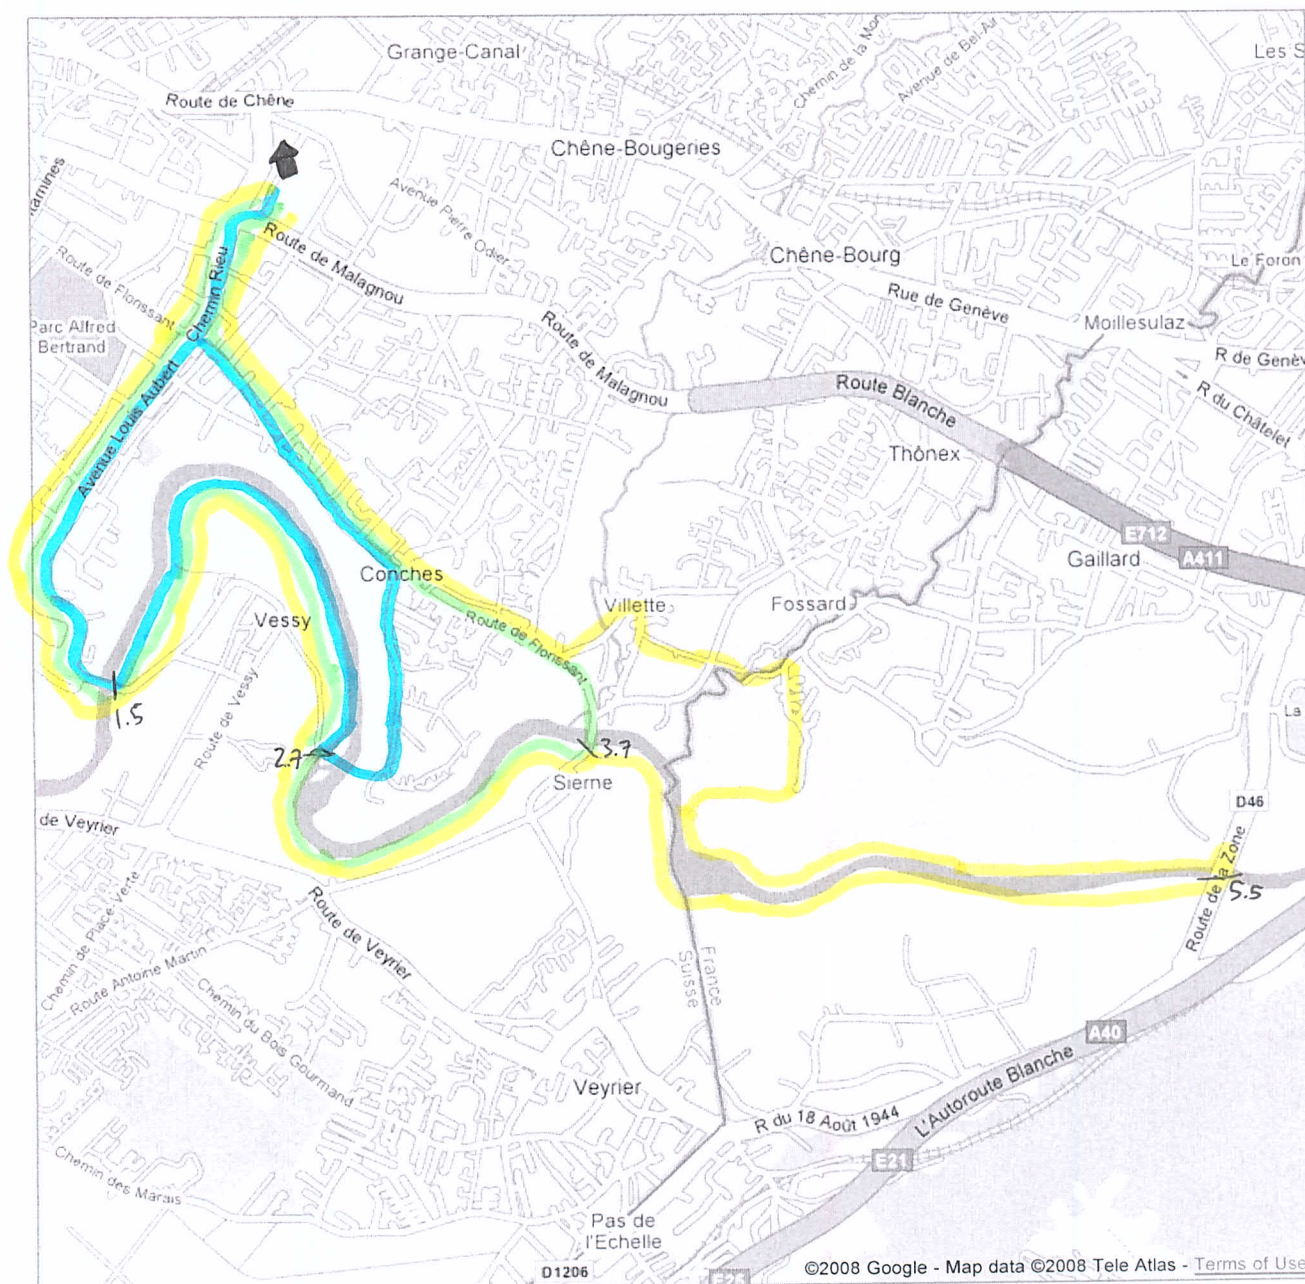 Grange-Canal
Route de Chêne
Chêne-Bougeries
Chemin de la Mon
Avenue de Bel-Air
Les S
Avenue Pierre Odier
Route de Malagnou
Chemin Rieu
Route de Florissant
Parc Alfred
Bertrand
Avenue Louis Aubert
Chêne-Bourg
Rue de Genève
Le Foron
Moillesulaz
R de Genèv
R du Châtelet
Route de Malagnou
Route Blanche
Thônex
E712
A411
Gaillard
Conches
Vessy
Villette
Fossard
Route de Florissant
Route de Vessy
1.5
2.7
3.7
Sierne
La
D46
Route de la Zone
5.5
de Veyrier
Chemin de Place Verte
Route Antoine Martin
Route de Veyrier
Chemin du Bois Gourmand
France
Suisse
A40
L'Autoroute Blanche
Veyrier
R du 18 Août 1944
E21
Chemin des Marais
Pas de
l'Echelle
D1206
©2008 Google - Map data ©2008 Tele Atlas - Terms of Use